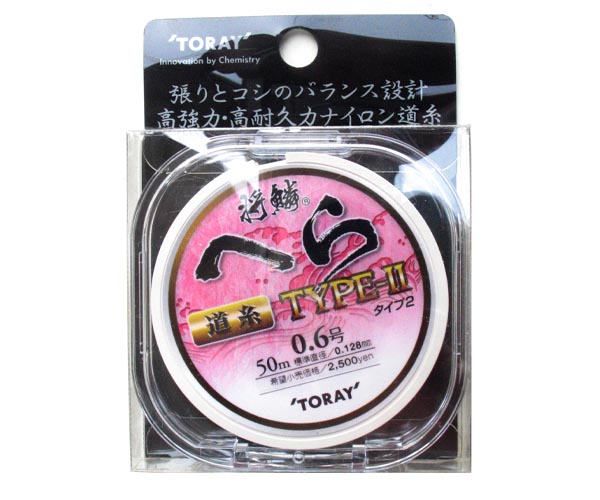 'TORAY'
Innovation by Chemistry
張りとコシのバランス設計
高強力・高耐久力ナイロン道糸
将鱗®
へら
道糸 TYPE-II
タイプ2
0.6号
50m 標準直径/0.128mm
希望小売価格/2,500yen
'TORAY'